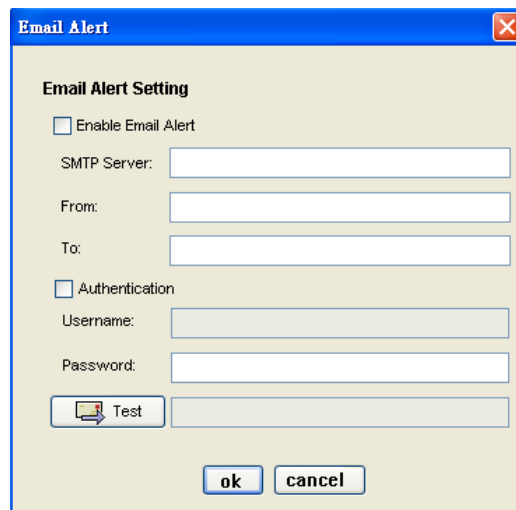 Email Alert
Email Alert Setting
Enable Email Alert
SMTP Server:
From:
To:
Authentication
Username:
Password:
Test
ok
cancel